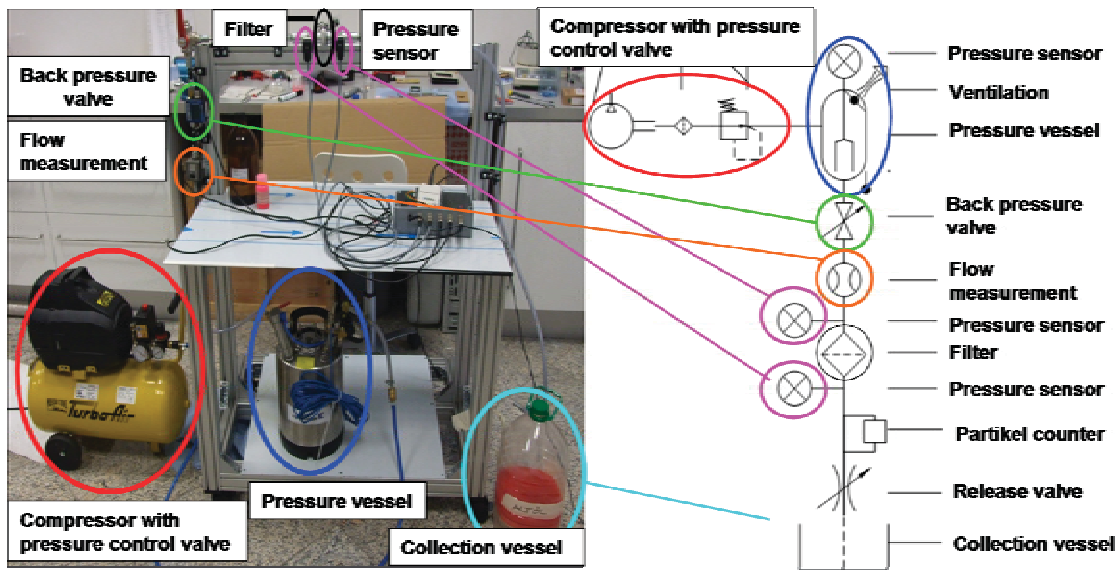 Filter
Pressure
sensor
Back pressure
valve
Flow
measurement
Turbo Air
Pressure vessel
Compressor with
pressure control valve
Collection vessel
Compressor with pressure
control valve
Pressure sensor
Ventilation
Pressure vessel
Back pressure
valve
Flow
measurement
Pressure sensor
Filter
Pressure sensor
Partikel counter
Release valve
Collection vessel